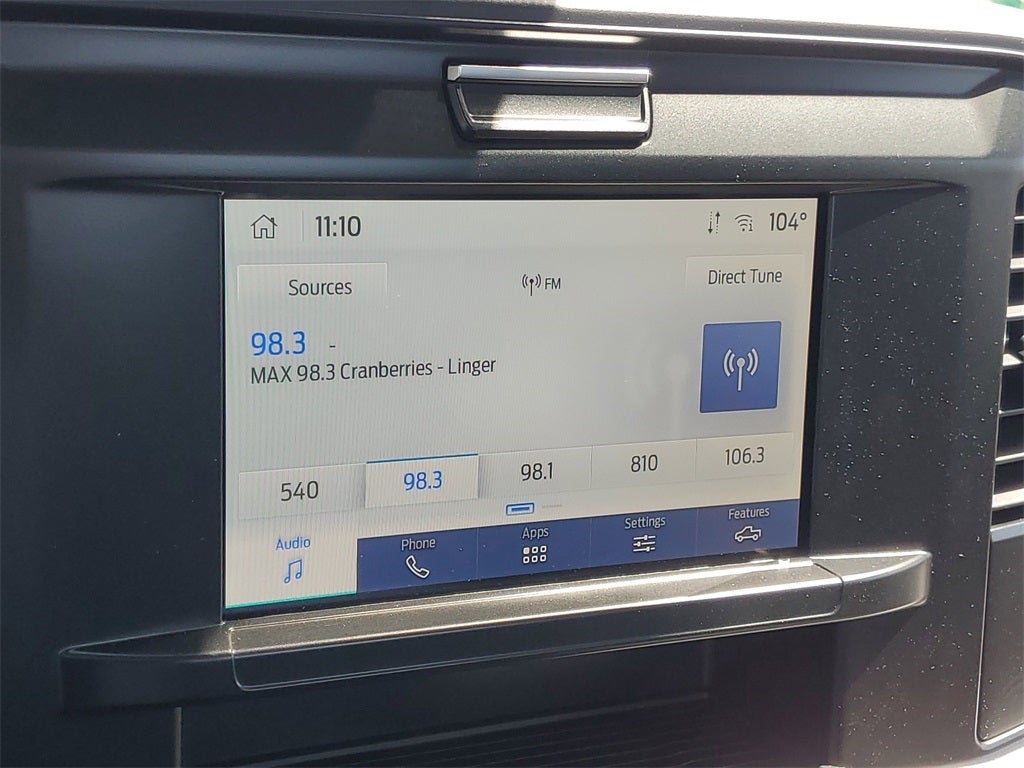 11:10
104°
Sources
FM
Direct Tune
98.3 -
MAX 98.3 Cranberries - Linger
540
98.3
98.1
810
106.3
Audio
Phone
Apps
Settings
Features